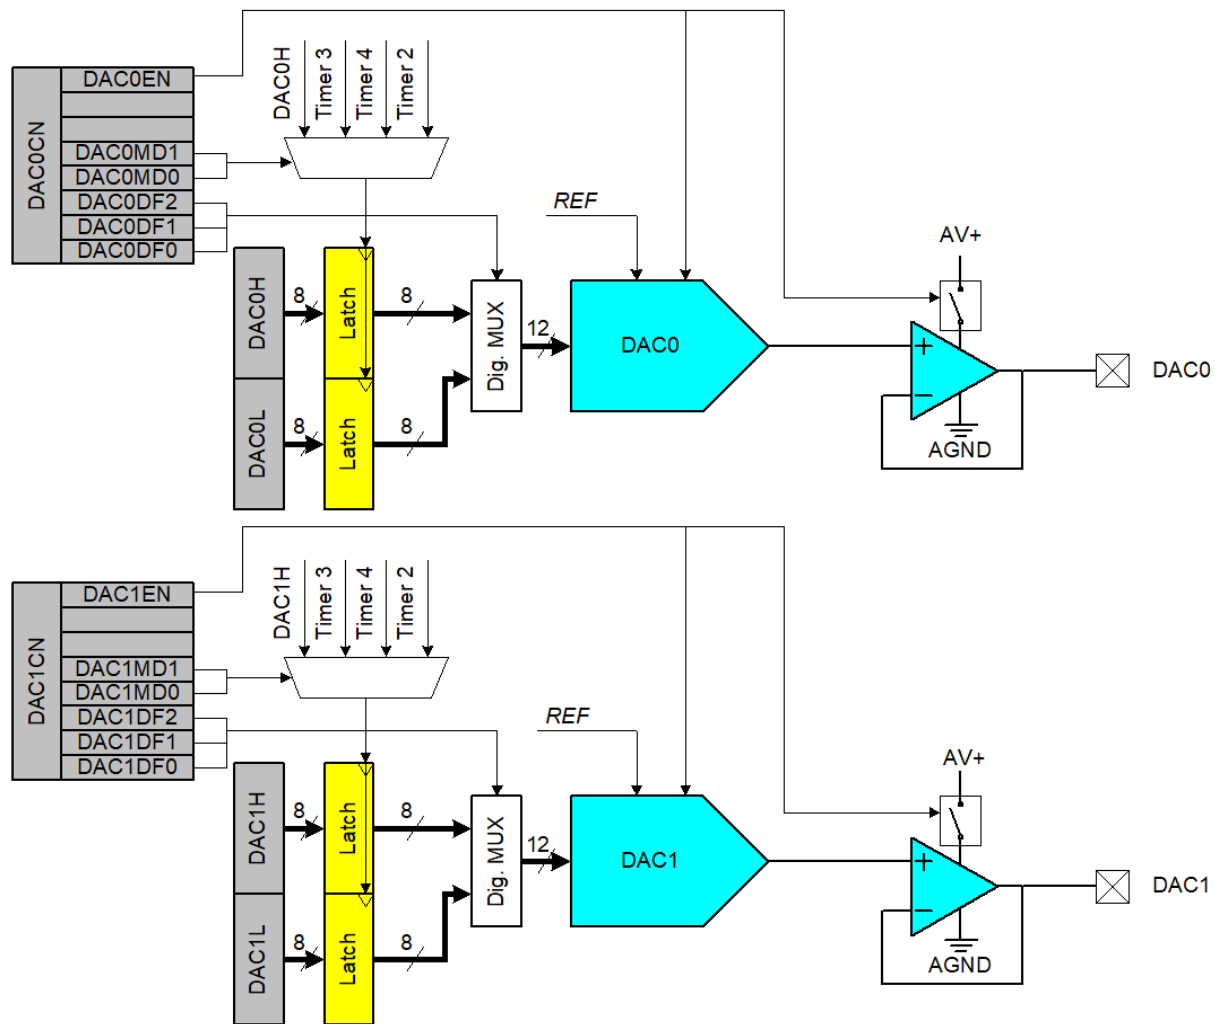 DAC0CN
DAC0EN
DAC0MD1
DAC0MD0
DAC0DF2
DAC0DF1
DAC0DF0
DAC0H
Timer 3
Timer 4
Timer 2
REF
AV+
DAC0H
8
Latch
8
DAC0L
8
Latch
8
Dig. MUX
12
DAC0
+
−
AGND
DAC0
DAC1CN
DAC1EN
DAC1MD1
DAC1MD0
DAC1DF2
DAC1DF1
DAC1DF0
DAC1H
Timer 3
Timer 4
Timer 2
REF
AV+
DAC1H
8
Latch
8
DAC1L
8
Latch
8
Dig. MUX
12
DAC1
+
−
AGND
DAC1